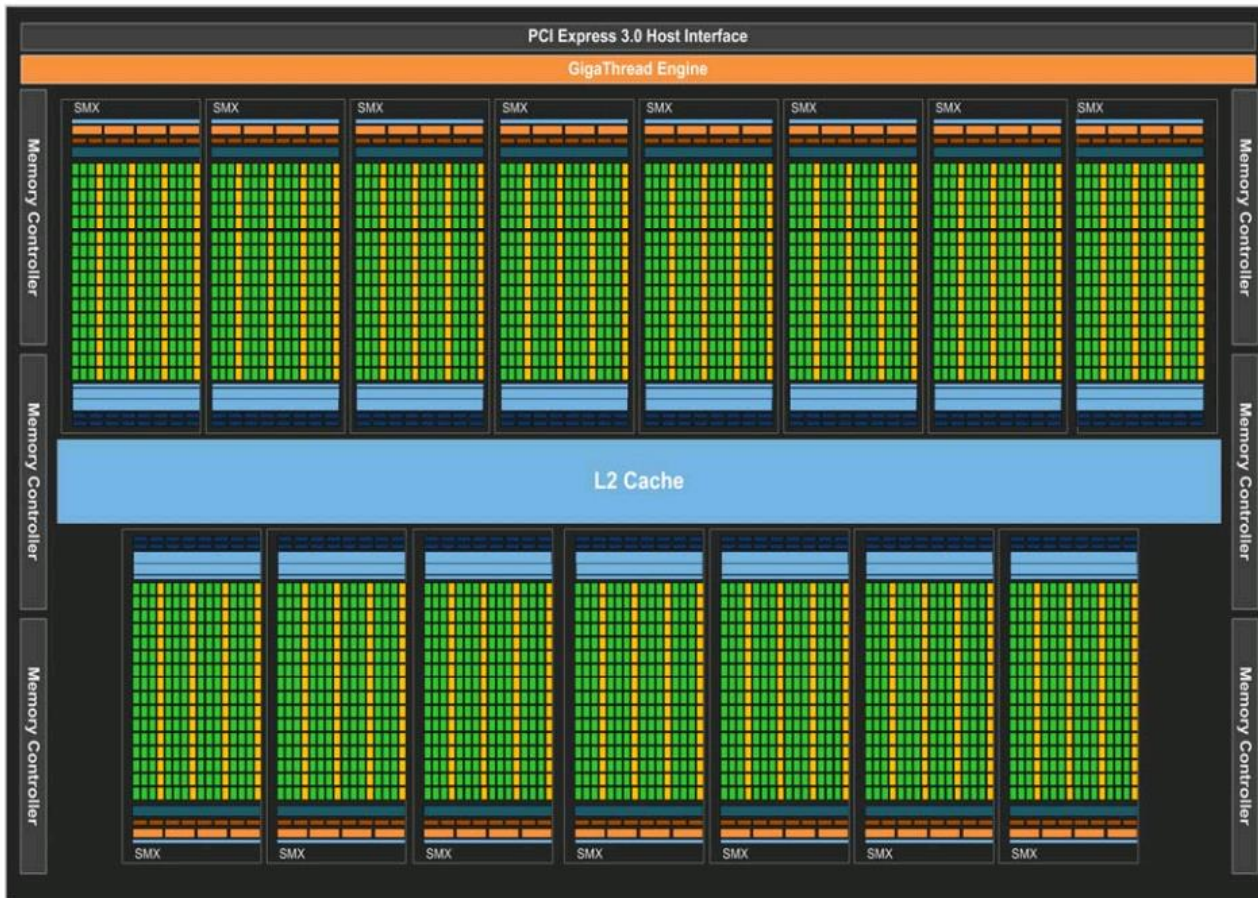 PCI Express 3.0 Host Interface
GigaThread Engine
SMX
SMX
SMX
SMX
SMX
SMX
SMX
SMX
Memory Controller
Memory Controller
Memory Controller
Memory Controller
L2 Cache
Memory Controller
Memory Controller
SMX
SMX
SMX
SMX
SMX
SMX
SMX